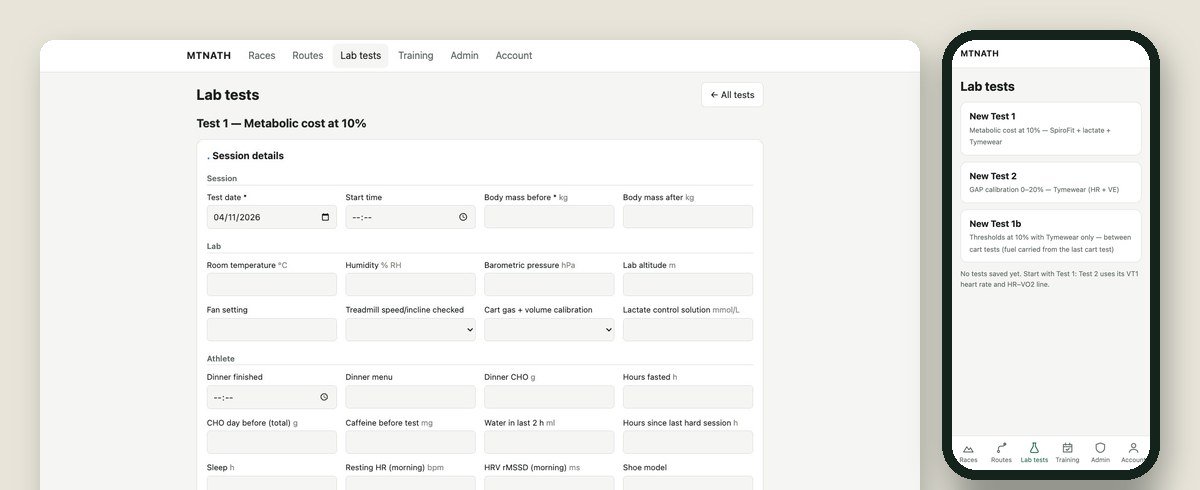 MTNATH Races Routes Lab tests Training Admin Account
Lab tests
← All tests
Test 1 — Metabolic cost at 10%
. Session details
Session
Test date * Start time Body mass before * kg Body mass after kg
04/11/2026 --:--
Lab
Room temperature °C Humidity % RH Barometric pressure hPa Lab altitude m
Fan setting Treadmill speed/incline checked Cart gas + volume calibration Lactate control solution mmol/L
Athlete
Dinner finished Dinner menu Dinner CHO g Hours fasted h
--:--
CHO day before (total) g Caffeine before test mg Water in last 2 h ml Hours since last hard session h
Sleep h Resting HR (morning) bpm HRV rMSSD (morning) ms Shoe model
MTNATH
Lab tests
New Test 1
Metabolic cost at 10% — SpiroFit + lactate +
Tymewear
New Test 2
GAP calibration 0–20% — Tymewear (HR + VE)
New Test 1b
Thresholds at 10% with Tymewear only — between
cart tests (fuel carried from the last cart test)
No tests saved yet. Start with Test 1: Test 2 uses its VT1
heart rate and HR–VO2 line.
Races Routes Lab tests Training Admin Account